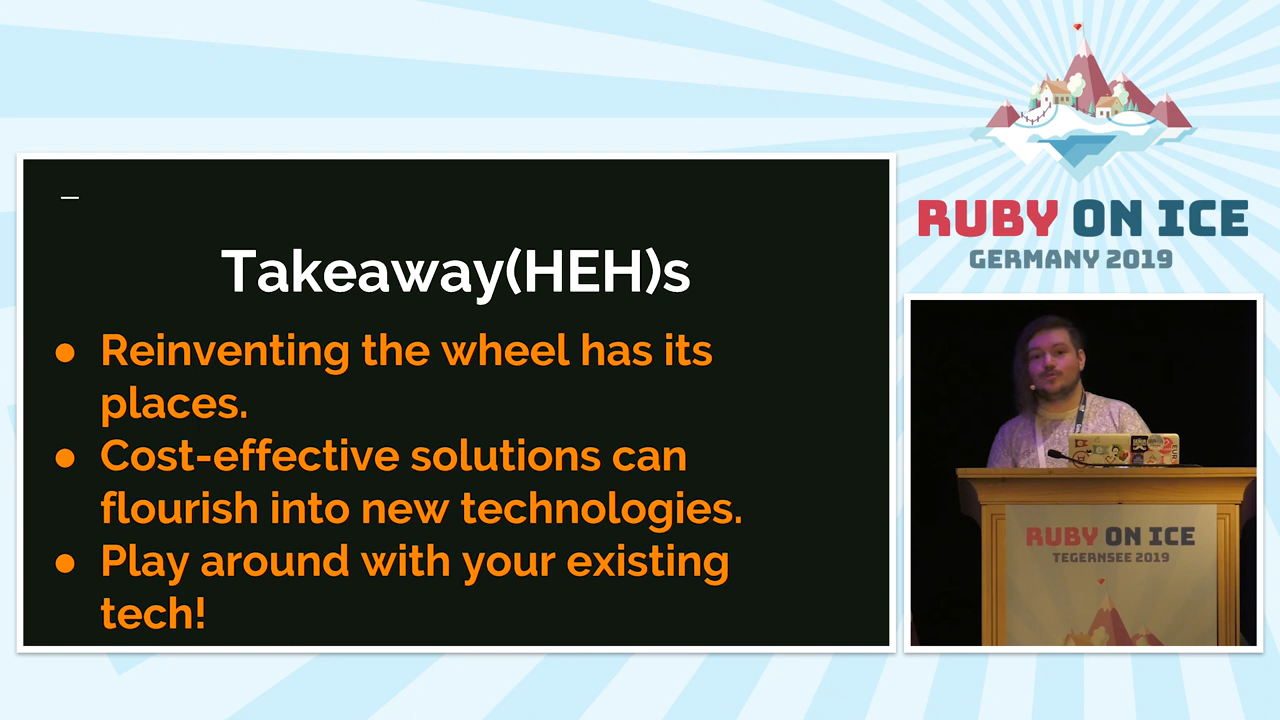 Takeaway(HEH)s
● Reinventing the wheel has its
places.
● Cost-effective solutions can
flourish into new technologies.
● Play around with your existing
tech!
RUBY ON ICE
GERMANY 2019
RUBY ON ICE
TEGERNSEE 2019